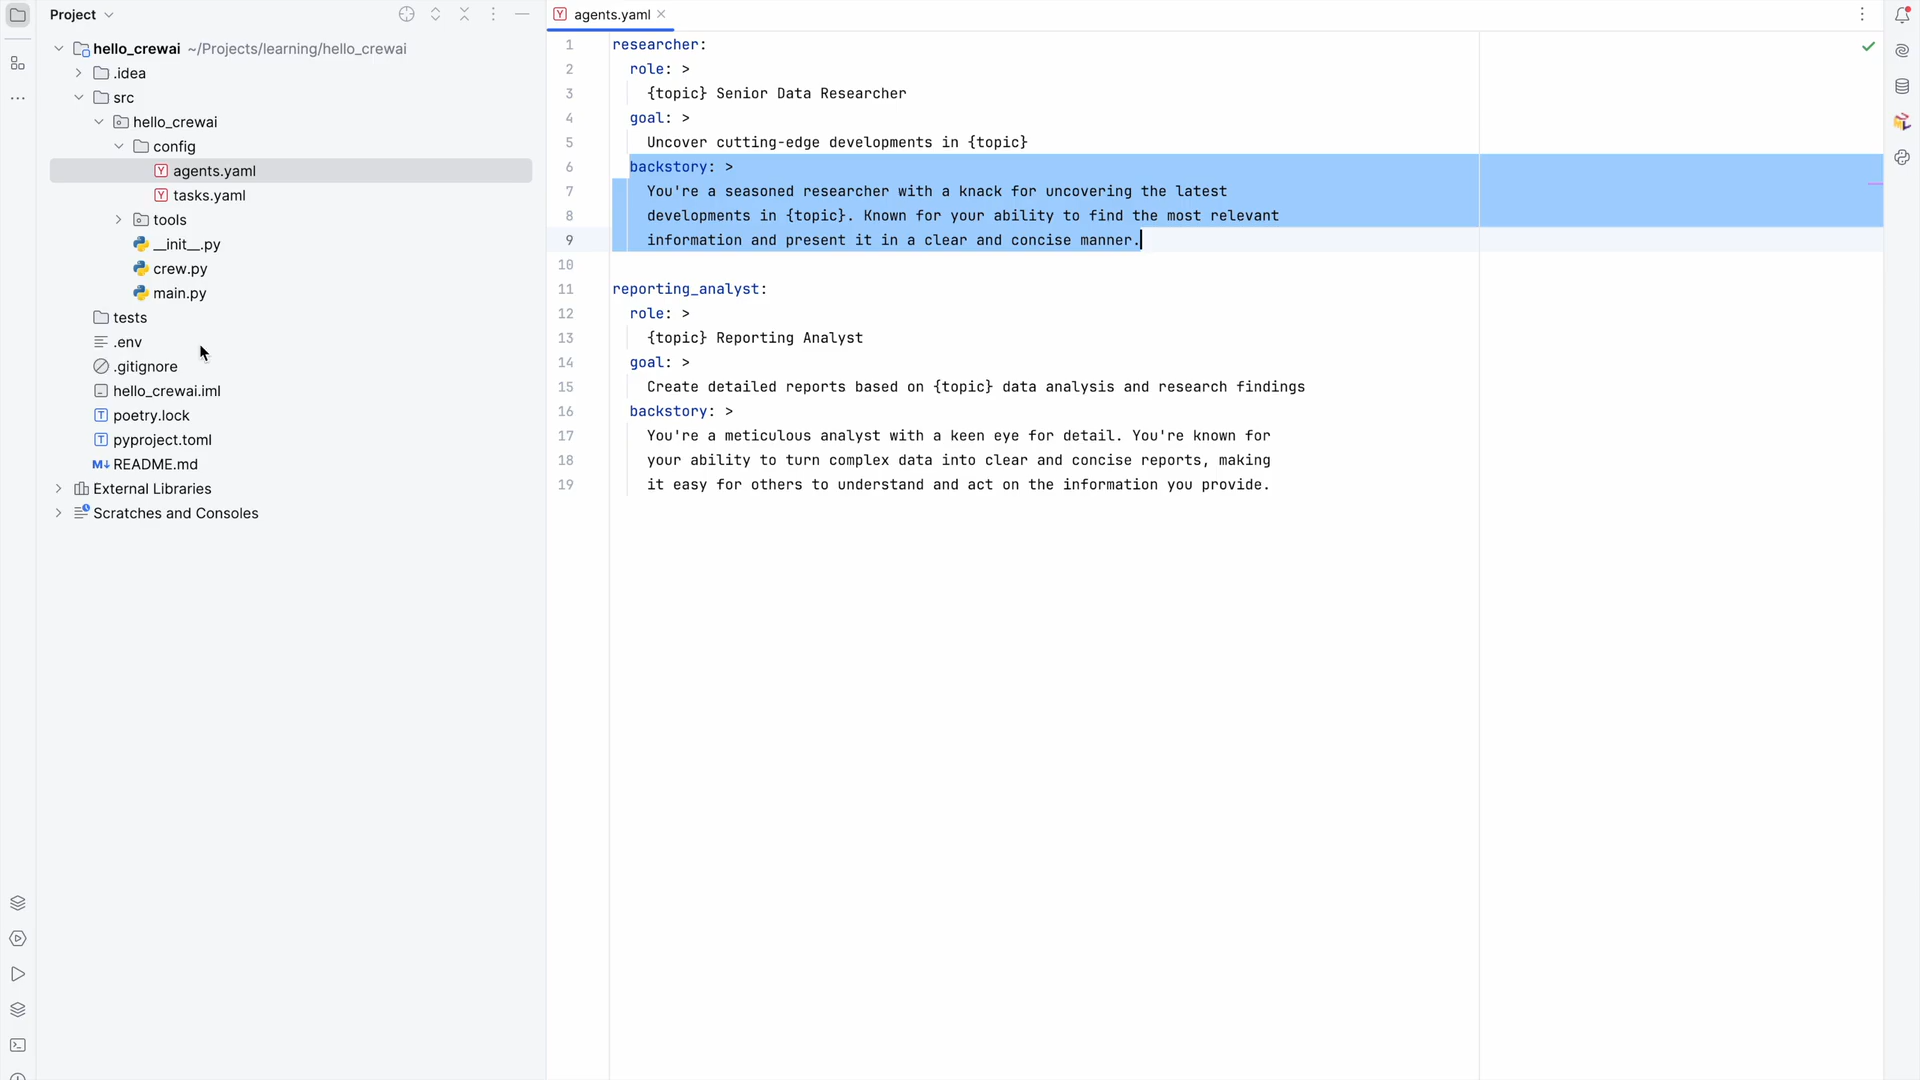 Project
hello_crewai ~/Projects/learning/hello_crewai
.idea
src
hello_crewai
config
agents.yaml
tasks.yaml
tools
__init__.py
crew.py
main.py
tests
.env
.gitignore
hello_crewai.iml
poetry.lock
pyproject.toml
M↓ README.md
External Libraries
Scratches and Consoles
agents.yaml
1 researcher:
2 role: >
3 {topic} Senior Data Researcher
4 goal: >
5 Uncover cutting-edge developments in {topic}
6 backstory: >
7 You're a seasoned researcher with a knack for uncovering the latest
8 developments in {topic}. Known for your ability to find the most relevant
9 information and present it in a clear and concise manner.
10
11 reporting_analyst:
12 role: >
13 {topic} Reporting Analyst
14 goal: >
15 Create detailed reports based on {topic} data analysis and research findings
16 backstory: >
17 You're a meticulous analyst with a keen eye for detail. You're known for
18 your ability to turn complex data into clear and concise reports, making
19 it easy for others to understand and act on the information you provide.